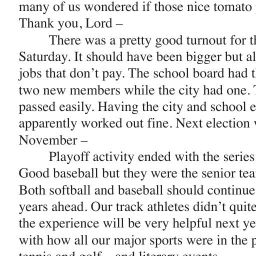 many of us wondered if those nice tomato
Thank you, Lord –
There was a pretty good turnout for th
Saturday. It should have been bigger but al
jobs that don't pay. The school board had t
two new members while the city had one.
passed easily. Having the city and school e
apparently worked out fine. Next election
November –
Playoff activity ended with the series
Good baseball but they were the senior tea
Both softball and baseball should continue
years ahead. Our track athletes didn't quite
the experience will be very helpful next ye
with how all our major sports were in the p
tennis and golf – and literary events